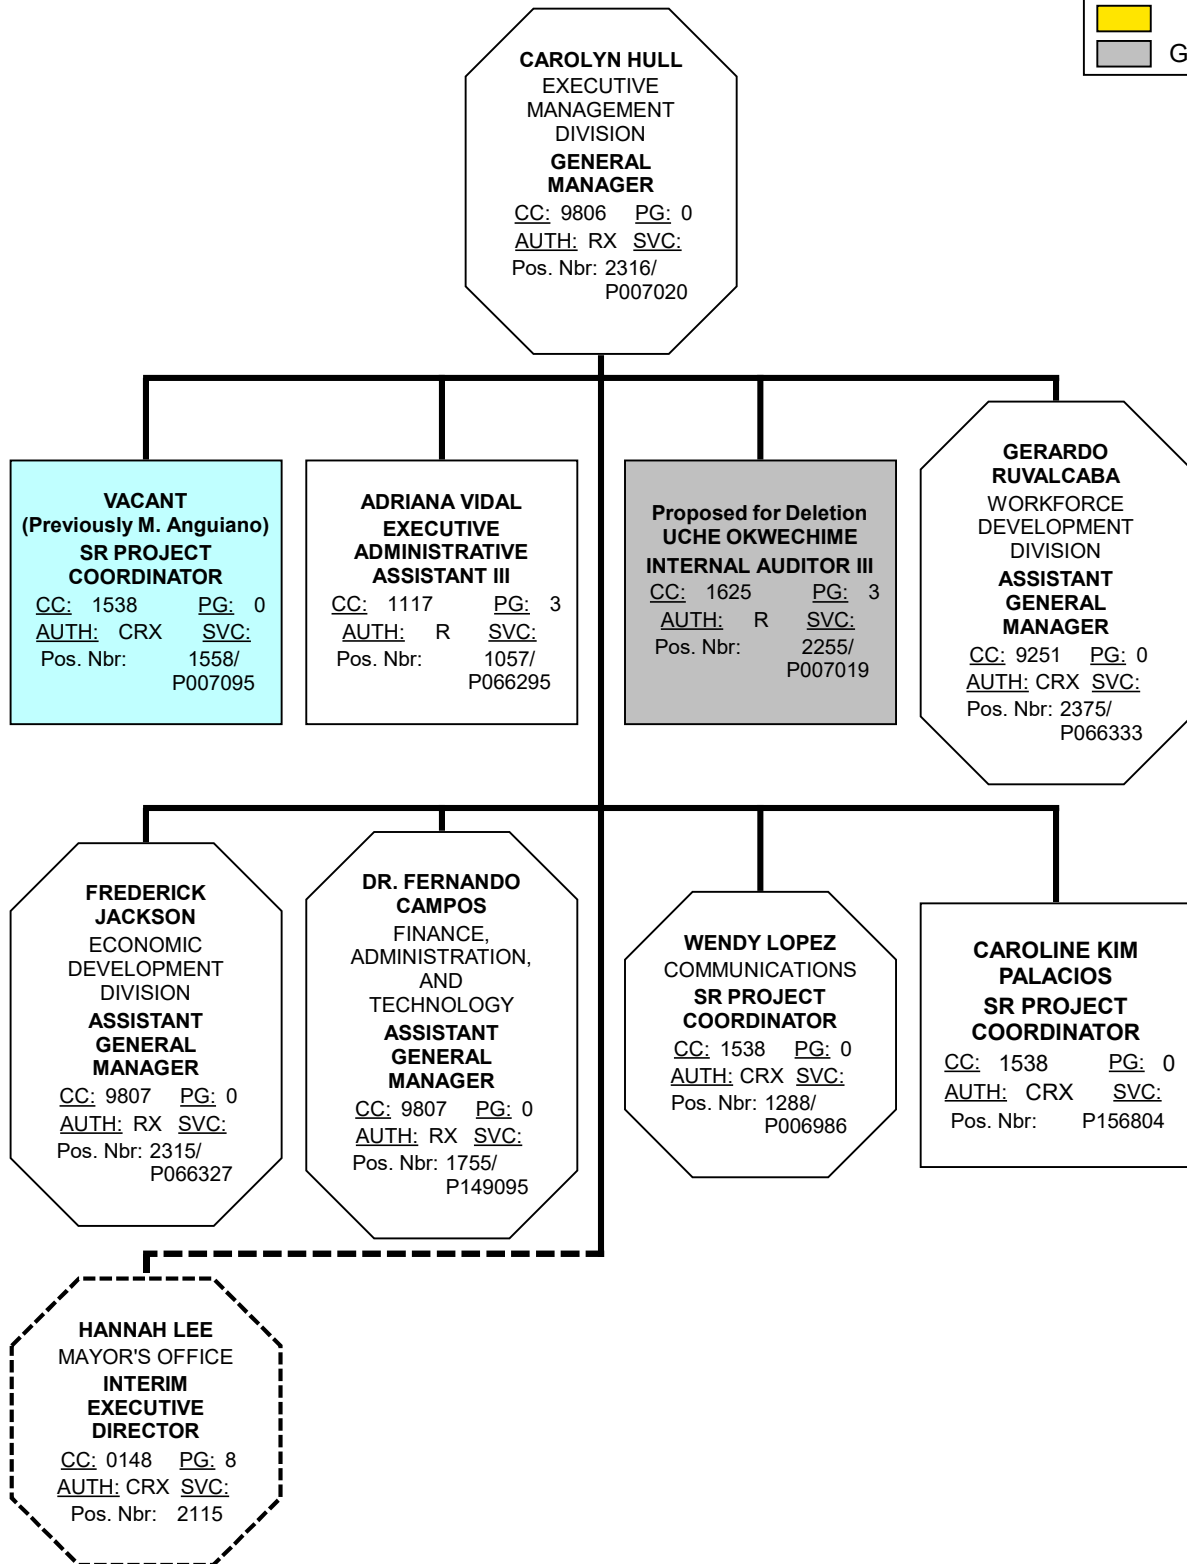 G
CAROLYN HULL
EXECUTIVE
MANAGEMENT
DIVISION
GENERAL
MANAGER
CC: 9806 PG: 0
AUTH: RX SVC:
Pos. Nbr: 2316/
P007020
VACANT
(Previously M. Anguiano)
SR PROJECT
COORDINATOR
CC: 1538 PG: 0
AUTH: CRX SVC:
Pos. Nbr: 1558/
P007095
ADRIANA VIDAL
EXECUTIVE
ADMINISTRATIVE
ASSISTANT III
CC: 1117 PG: 3
AUTH: R SVC:
Pos. Nbr: 1057/
P066295
Proposed for Deletion
UCHE OKWECHIME
INTERNAL AUDITOR III
CC: 1625 PG: 3
AUTH: R SVC:
Pos. Nbr: 2255/
P007019
GERARDO
RUVALCABA
WORKFORCE
DEVELOPMENT
DIVISION
ASSISTANT
GENERAL
MANAGER
CC: 9251 PG: 0
AUTH: CRX SVC:
Pos. Nbr: 2375/
P066333
FREDERICK
JACKSON
ECONOMIC
DEVELOPMENT
DIVISION
ASSISTANT
GENERAL
MANAGER
CC: 9807 PG: 0
AUTH: RX SVC:
Pos. Nbr: 2315/
P066327
DR. FERNANDO
CAMPOS
FINANCE,
ADMINISTRATION,
AND
TECHNOLOGY
ASSISTANT
GENERAL
MANAGER
CC: 9807 PG: 0
AUTH: RX SVC:
Pos. Nbr: 1755/
P149095
WENDY LOPEZ
COMMUNICATIONS
SR PROJECT
COORDINATOR
CC: 1538 PG: 0
AUTH: CRX SVC:
Pos. Nbr: 1288/
P006986
CAROLINE KIM
PALACIOS
SR PROJECT
COORDINATOR
CC: 1538 PG: 0
AUTH: CRX SVC:
Pos. Nbr: P156804
HANNAH LEE
MAYOR'S OFFICE
INTERIM
EXECUTIVE
DIRECTOR
CC: 0148 PG: 8
AUTH: CRX SVC:
Pos. Nbr: 2115